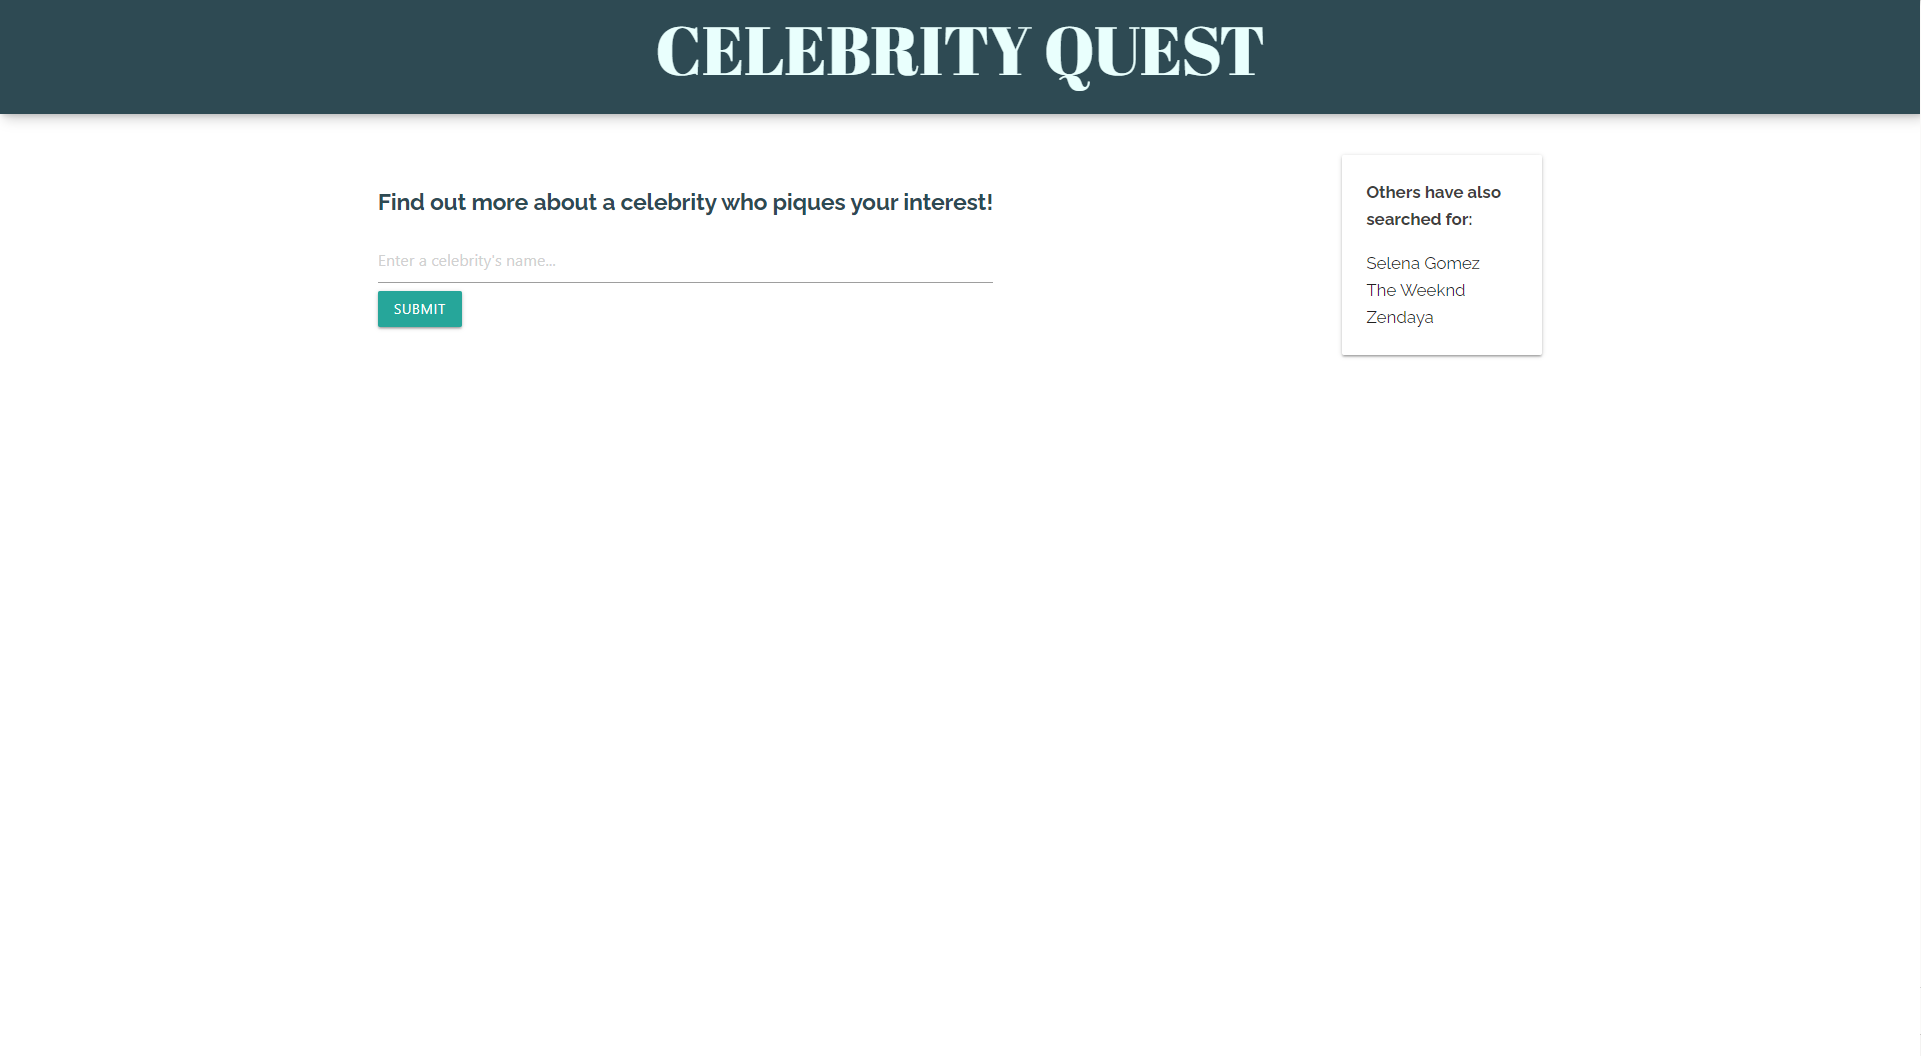 CELEBRITY QUEST
Find out more about a celebrity who piques your interest!
Enter a celebrity's name...
SUBMIT
Others have also
searched for:
Selena Gomez
The Weeknd
Zendaya